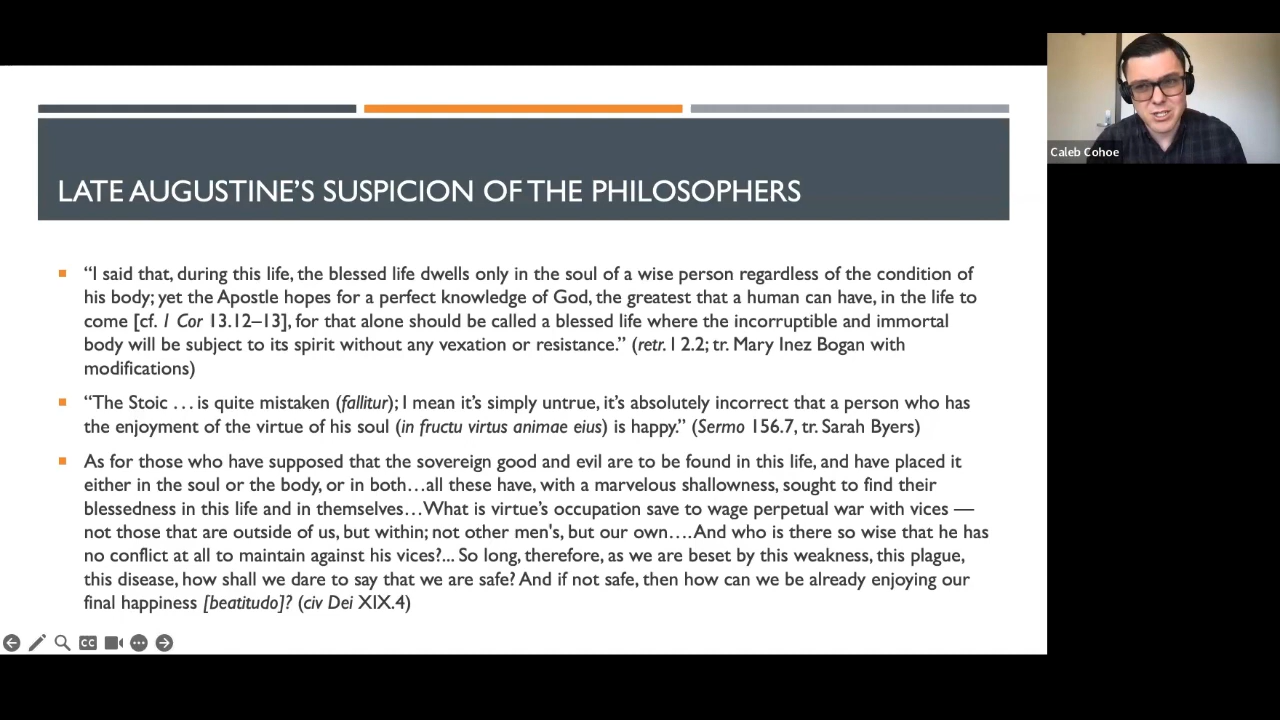 Caleb Cohoe
LATE AUGUSTINE'S SUSPICION OF THE PHILOSOPHERS
“I said that, during this life, the blessed life dwells only in the soul of a wise person regardless of the condition of
his body; yet the Apostle hopes for a perfect knowledge of God, the greatest that a human can have, in the life to
come [cf. 1 Cor 13.12–13], for that alone should be called a blessed life where the incorruptible and immortal
body will be subject to its spirit without any vexation or resistance.” (retr. I 2.2; tr. Mary Inez Bogan with
modifications)
“The Stoic . . . is quite mistaken (fallitur); I mean it’s simply untrue, it’s absolutely incorrect that a person who has
the enjoyment of the virtue of his soul (in fructu virtus animae eius) is happy.” (Sermo 156.7, tr. Sarah Byers)
As for those who have supposed that the sovereign good and evil are to be found in this life, and have placed it
either in the soul or the body, or in both…all these have, with a marvelous shallowness, sought to find their
blessedness in this life and in themselves…What is virtue’s occupation save to wage perpetual war with vices —
not those that are outside of us, but within; not other men's, but our own….And who is there so wise that he has
no conflict at all to maintain against his vices?... So long, therefore, as we are beset by this weakness, this plague,
this disease, how shall we dare to say that we are safe? And if not safe, then how can we be already enjoying our
final happiness [beatitudo]? (civ Dei XIX.4)
CC